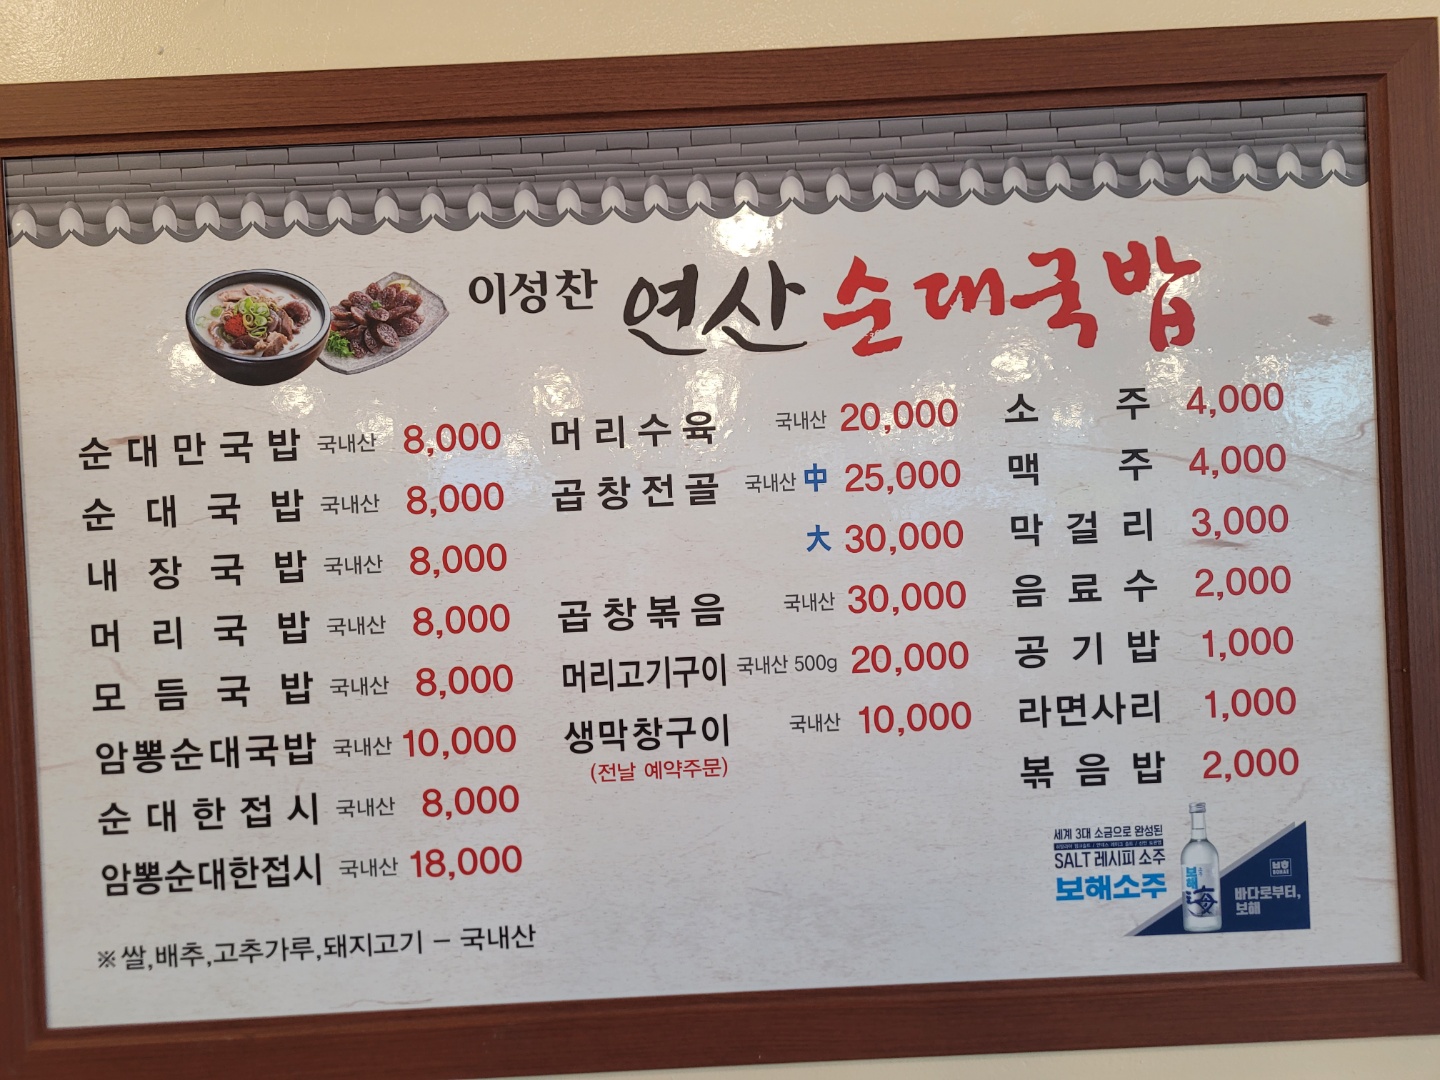 이성찬 연산순대국밥
순대만국밥 국내산 8,000
순대국밥 국내산 8,000
내장국밥 국내산 8,000
머리국밥 국내산 8,000
모듬국밥 국내산 8,000
암뽕순대국밥 국내산 10,000
순대한접시 국내산 8,000
암뽕순대한접시 국내산 18,000
※쌀,배추,고추가루,돼지고기 - 국내산
머리수육 국내산 20,000
곱창전골 국내산 中 25,000
大 30,000
곱창볶음 국내산 30,000
머리고기구이 국내산 500g 20,000
생막창구이 국내산 10,000
(전날 예약주문)
소주 4,000
맥주 4,000
막걸리 3,000
음료수 2,000
공기밥 1,000
라면사리 1,000
볶음밥 2,000
세계 3대 소금으로 완성된
SALT 레시피 소주
보해소주
보해
海
보해
바다로부터,
보해